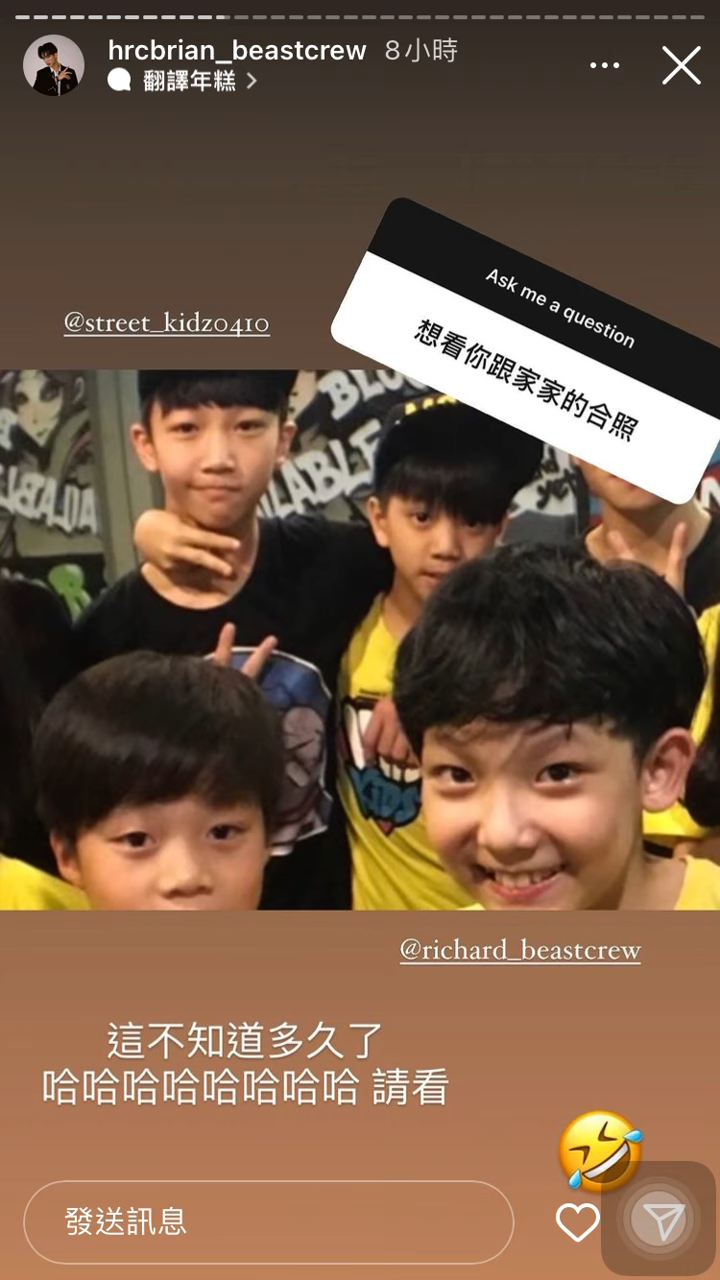 hrcbrian_beastcrew 8小時
翻譯年糕
Ask me a question
想看你跟家家的合照
@street_kidz0410
KIDS
@richard_beastcrew
這不知道多久了
哈哈哈哈哈哈哈哈 請看
發送訊息